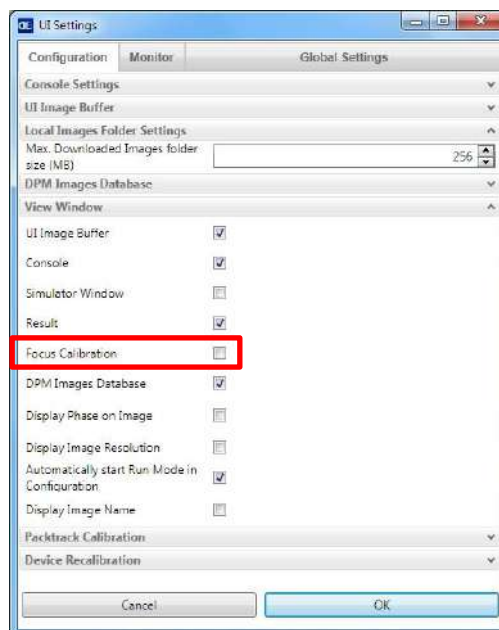 UI Settings
Configuration Monitor Global Settings
Console Settings
UI Image Buffer
Local Images Folder Settings
Max. Downloaded Images folder
size (MB)
256
DPM Images Database
View Window
UI Image Buffer
Console
Simulator Window
Result
Focus Calibration
DPM Images Database
Display Phase on Image
Display Image Resolution
Automatically start Run Mode in
Configuration
Display Image Name
Packtrack Calibration
Device Recalibration
Cancel OK